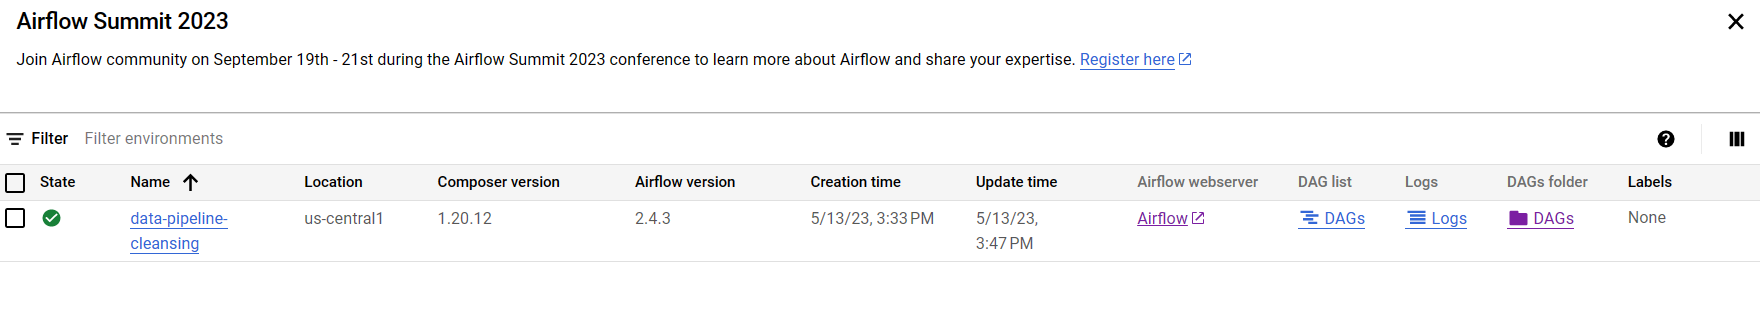 Airflow Summit 2023
Join Airflow community on September 19th - 21st during the Airflow Summit 2023 conference to learn more about Airflow and share your expertise. Register here
Filter Filter environments
State Name Location Composer version Airflow version Creation time Update time Airflow webserver DAG list Logs DAGs folder Labels
data-pipeline- us-central1 1.20.12 2.4.3 5/13/23, 3:33 PM 5/13/23, Airflow DAGs Logs DAGs None
cleansing 3:47 PM